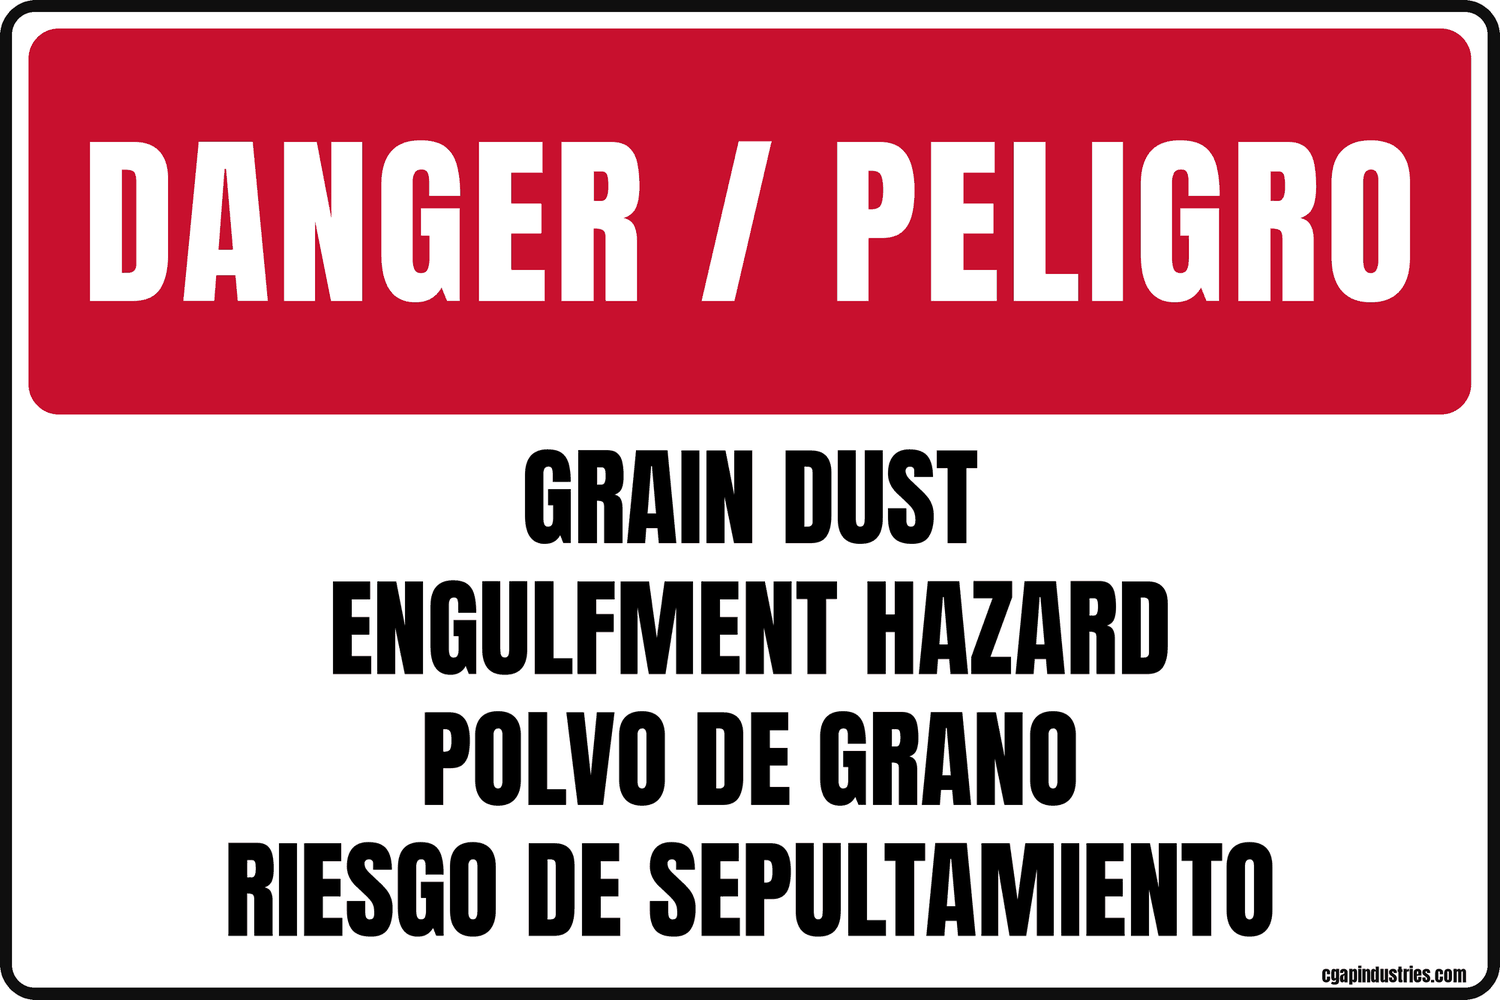 DANGER / PELIGRO
GRAIN DUST
ENGULFMENT HAZARD
POLVO DE GRANO
RIESGO DE SEPULTAMIENTO
cgapindustries.com